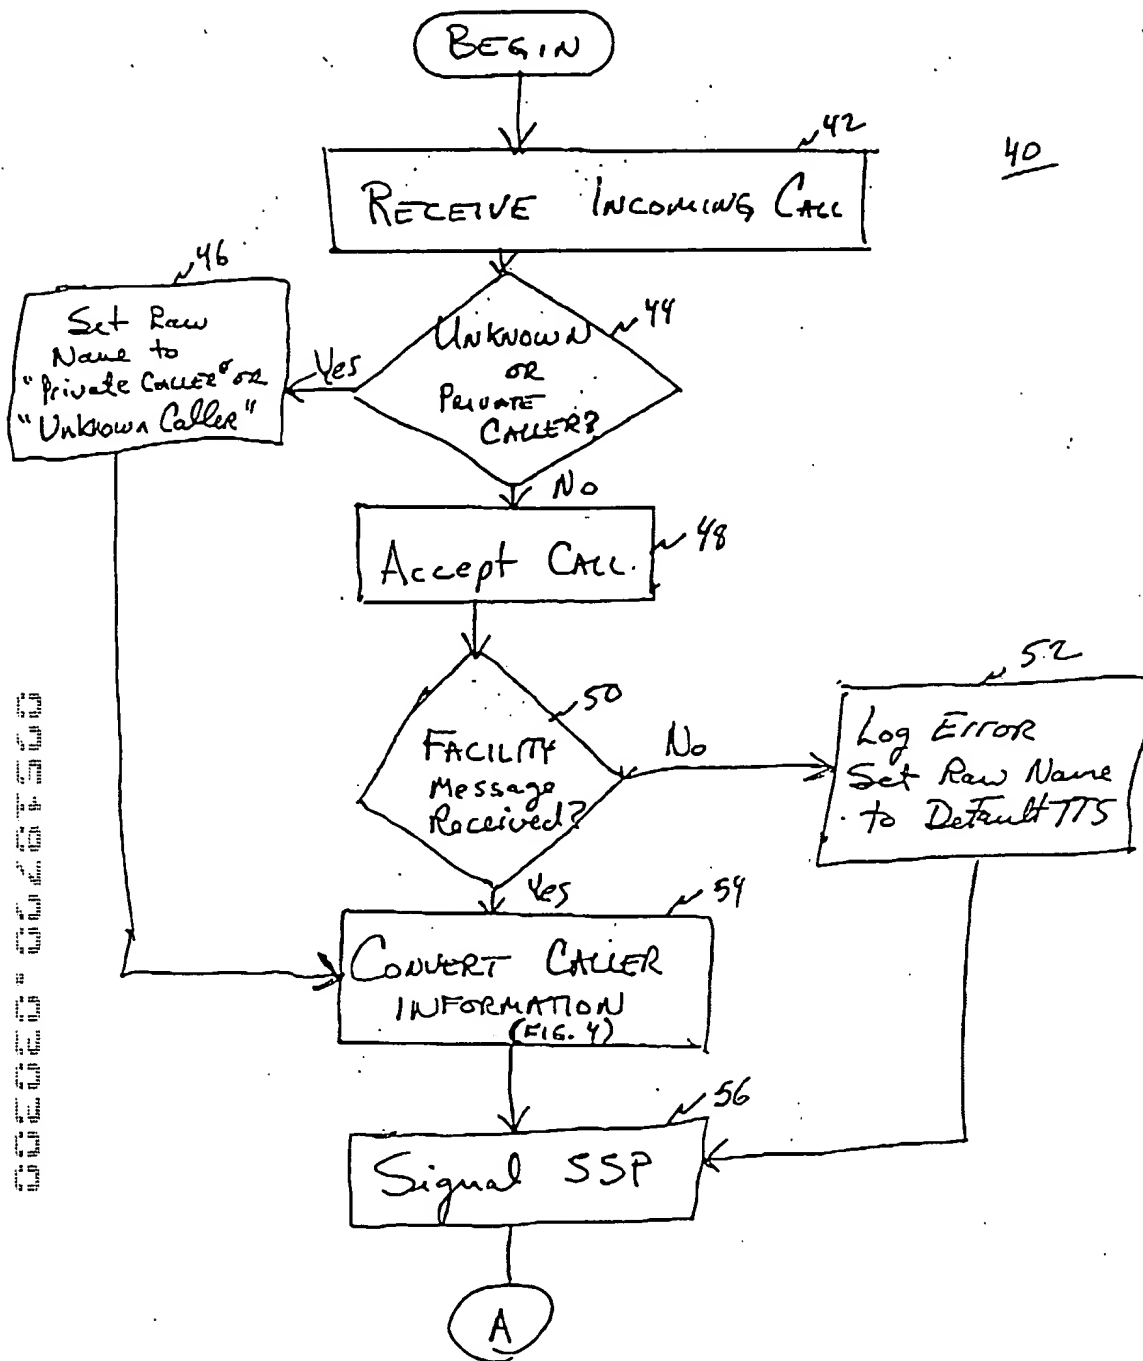 BEGIN
42
40
RECEIVE INCOMING CALL
46
Set Raw
Name to
"Private CALLER" OR
"Unknown Caller"
Yes
44
UNKNOWN
OR
PRIVATE
CALLER?
No
Accept CALL.
48
50
FACILITY
Message
Received?
No
52
Log ERROR
Set Raw Name
to Default TTS
Yes
54
CONVERT CALLER
INFORMATION
(FIG. 4)
56
Signal SSP
A